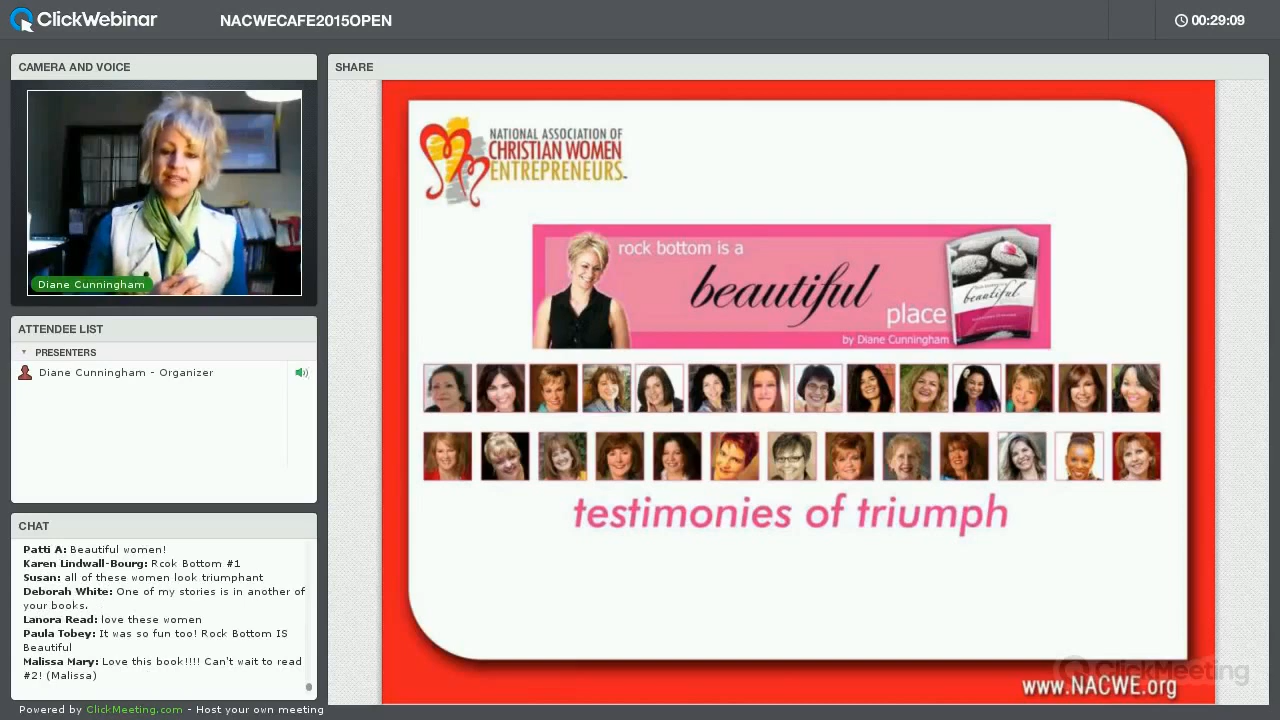 ClickWebinar
NACWECAFE2015OPEN
00:29:09
CAMERA AND VOICE
Diane Cunningham
ATTENDEE LIST
PRESENTERS
Diane Cunningham - Organizer
CHAT
Patti A: Beautiful women!
Karen Lindwall-Bourg: Rcok Bottom #1
Susan: all of these women look triumphant
Deborah White: One of my stories is in another of
your books
Lanore Reed: love these women
Paula Tobey: It was so fun too! Rock Bottom IS
beautiful
Malissany: Love this book!!! Can't wait to read
#2! (Malissa)
Powered by ClickMeeting.com - Host your own meeting
SHARE
NATIONAL ASSOCIATION OF
CHRISTIAN WOMEN
ENTREPRENEURS
rock bottom is a
beautiful
place
by Diane Cunningham
beautiful
testimonies of triumph
www.NACWE.org